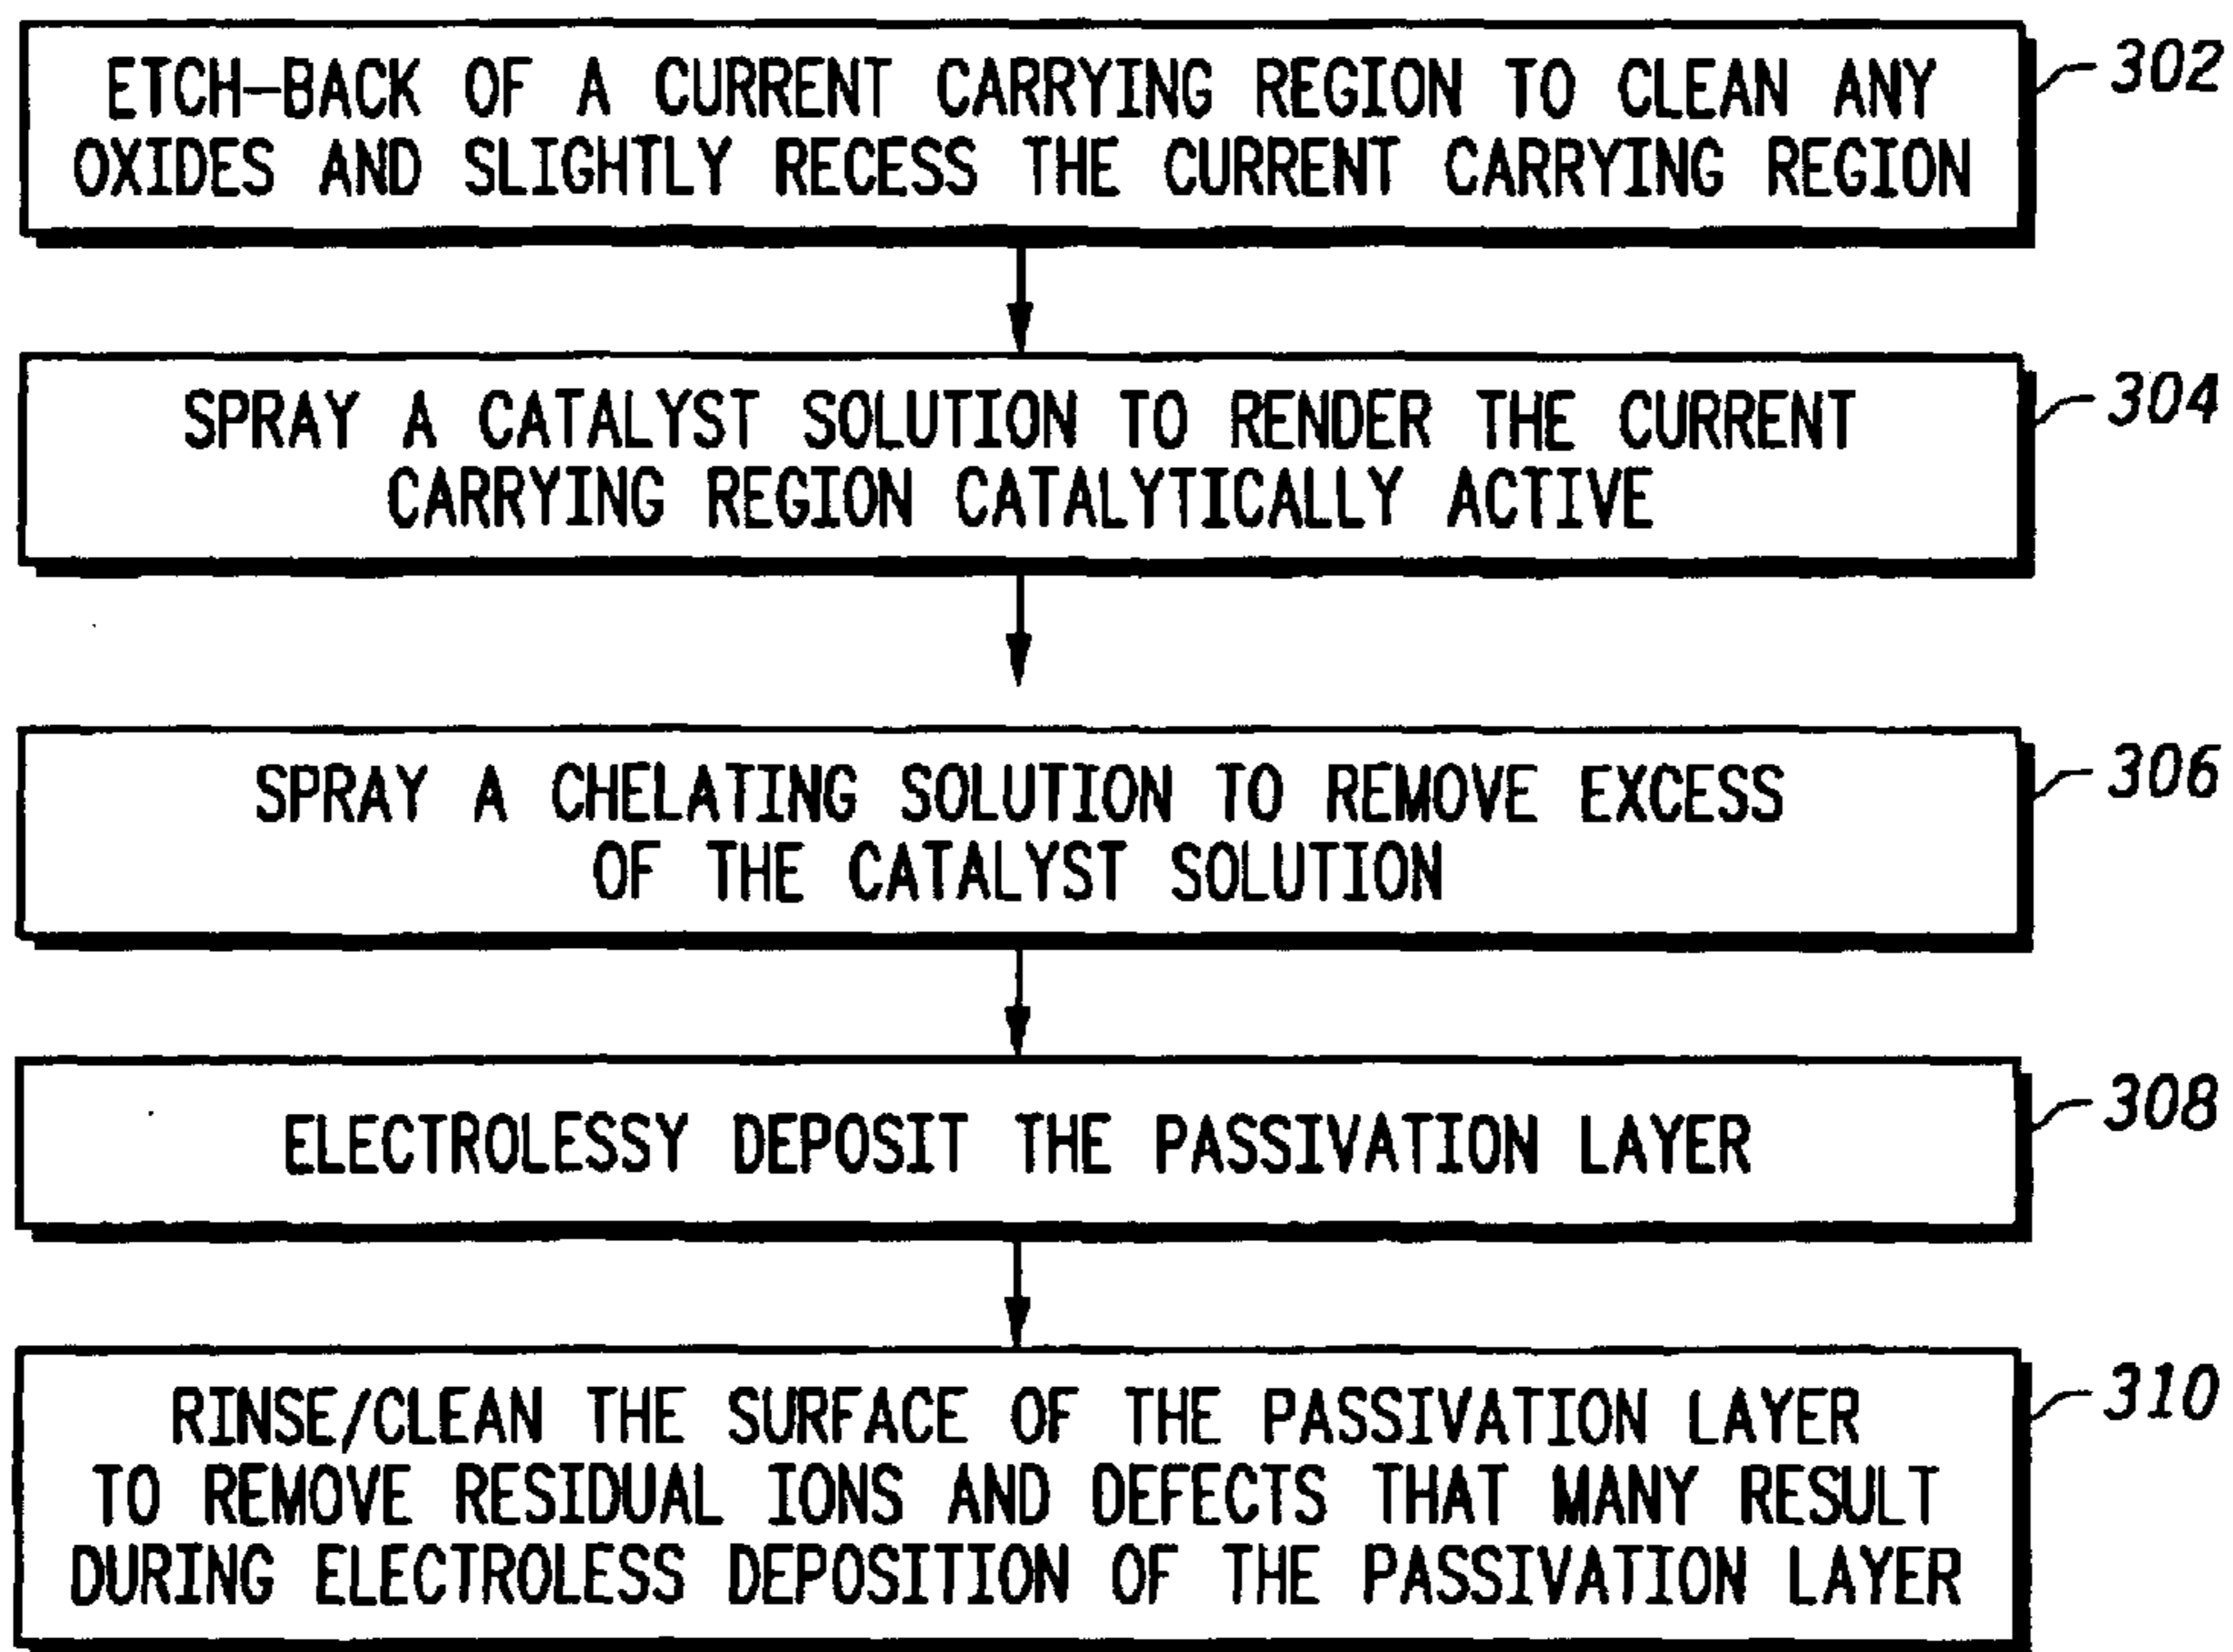 ETCH-BACK OF A CURRENT CARRYING REGION TO CLEAN ANY
OXIDES AND SLIGHTLY RECESS THE CURRENT CARRYING REGION
302
SPRAY A CATALYST SOLUTION TO RENDER THE CURRENT
CARRYING REGION CATALYTICALLY ACTIVE
304
SPRAY A CHELATING SOLUTION TO REMOVE EXCESS
OF THE CATALYST SOLUTION
306
ELECTROLESSY DEPOSIT THE PASSIVATION LAYER
308
RINSE/CLEAN THE SURFACE OF THE PASSIVATION LAYER
TO REMOVE RESIDUAL IONS AND DEFECTS THAT MANY RESULT
DURING ELECTROLESS DEPOSITION OF THE PASSIVATION LAYER
310